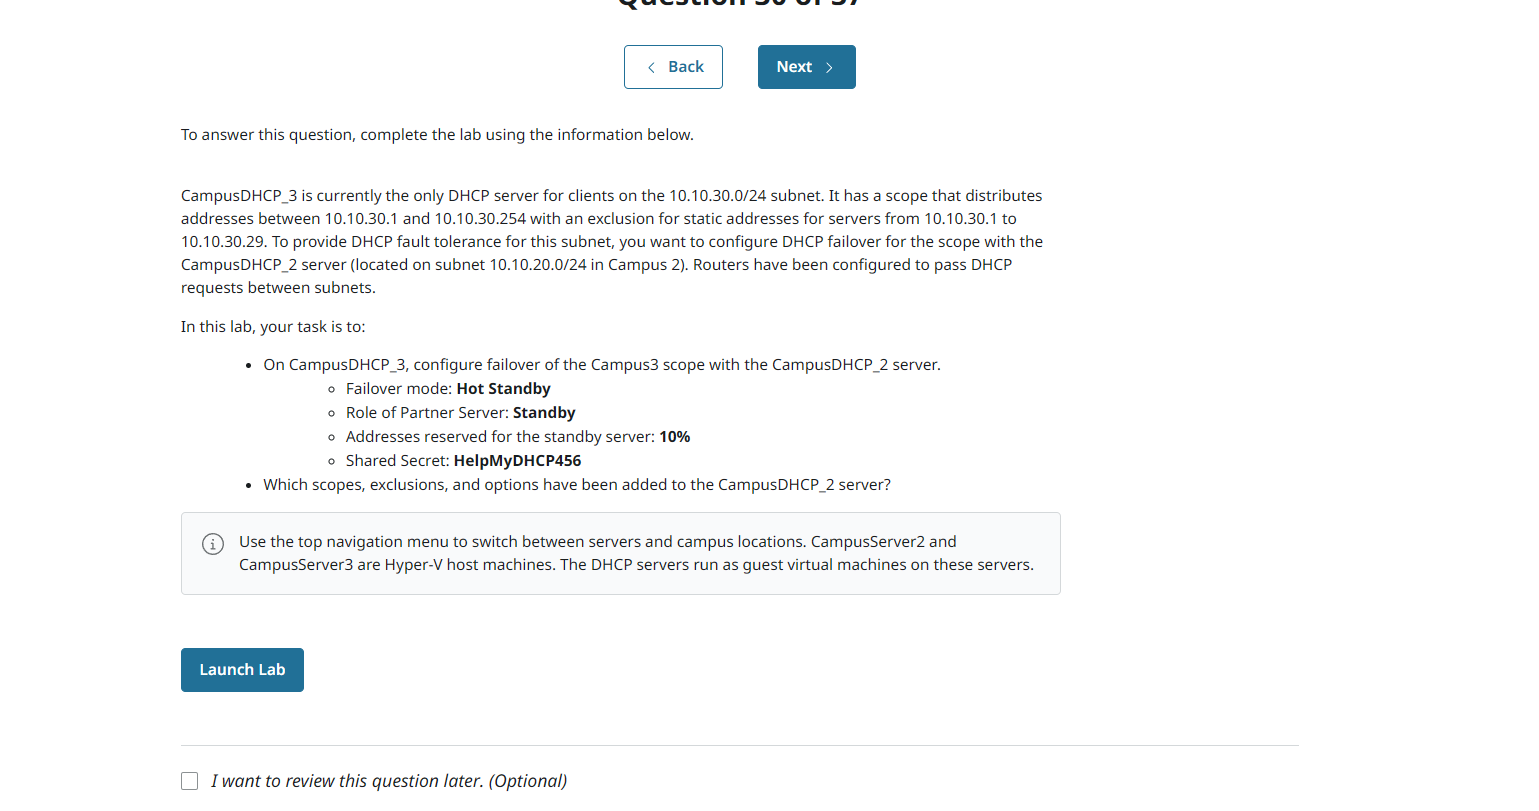 Question 30 of 37
Back
Next
To answer this question, complete the lab using the information below.
CampusDHCP_3 is currently the only DHCP server for clients on the 10.10.30.0/24 subnet. It has a scope that distributes
addresses between 10.10.30.1 and 10.10.30.254 with an exclusion for static addresses for servers from 10.10.30.1 to
10.10.30.29. To provide DHCP fault tolerance for this subnet, you want to configure DHCP failover for the scope with the
CampusDHCP_2 server (located on subnet 10.10.20.0/24 in Campus 2). Routers have been configured to pass DHCP
requests between subnets.
In this lab, your task is to:
On CampusDHCP_3, configure failover of the Campus3 scope with the CampusDHCP_2 server.
Failover mode: Hot Standby
Role of Partner Server: Standby
Addresses reserved for the standby server: 10%
Shared Secret: HelpMyDHCP456
Which scopes, exclusions, and options have been added to the CampusDHCP_2 server?
Use the top navigation menu to switch between servers and campus locations. CampusServer2 and
CampusServer3 are Hyper-V host machines. The DHCP servers run as guest virtual machines on these servers.
Launch Lab
I want to review this question later. (Optional)